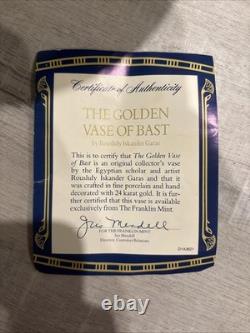 Certificate of Authenticity
THE GOLDEN
VASE OF BAST
by Roushdy Iskander Garas
This is to certify that The Golden Vase
of Bast is an original collector's vase
by the Egyptian scholar and artist
Roushdy Iskander Garas and that it
was crafted in fine porcelain and hand
decorated with 24 karat gold. It is fur-
ther certified that this vase is available
exclusively from The Franklin Mint.
FOR THE FRANKLIN MINT
Director, Customer Relations